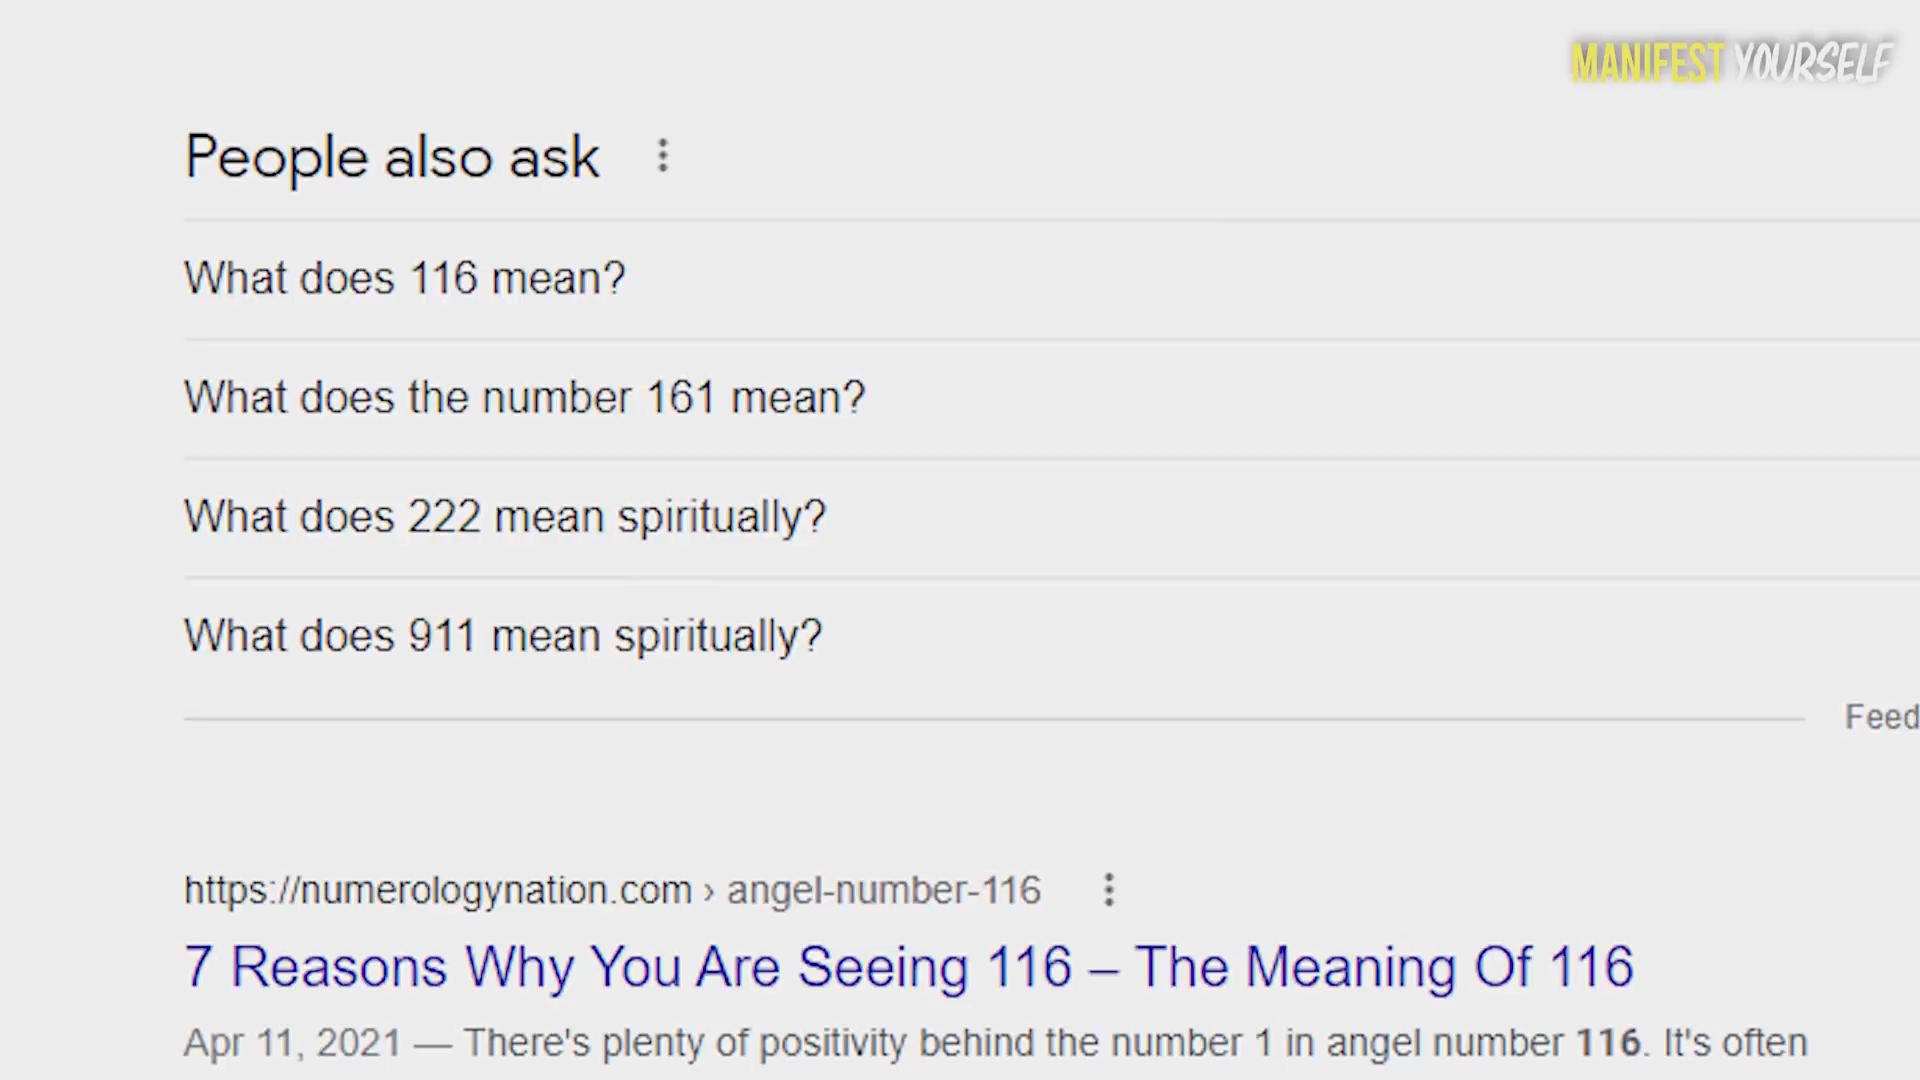 MANIFEST YOURSELF
People also ask
What does 116 mean?
What does the number 161 mean?
What does 222 mean spiritually?
What does 911 mean spiritually?
Feed
https://numerologynation.com › angel-number-116
7 Reasons Why You Are Seeing 116 – The Meaning Of 116
Apr 11, 2021 — There's plenty of positivity behind the number 1 in angel number 116. It's often